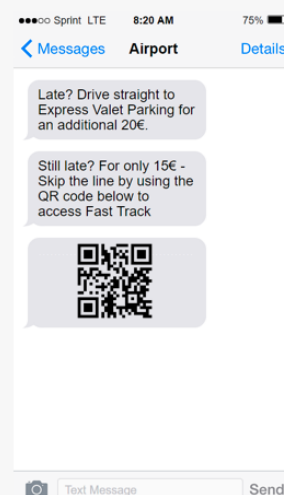 Sprint LTE 8:20 AM 75%
Messages Airport Details
Late? Drive straight to
Express Valet Parking for
an additional 20€.
Still late? For only 15€ -
Skip the line by using the
QR code below to
access Fast Track
Text Message Send